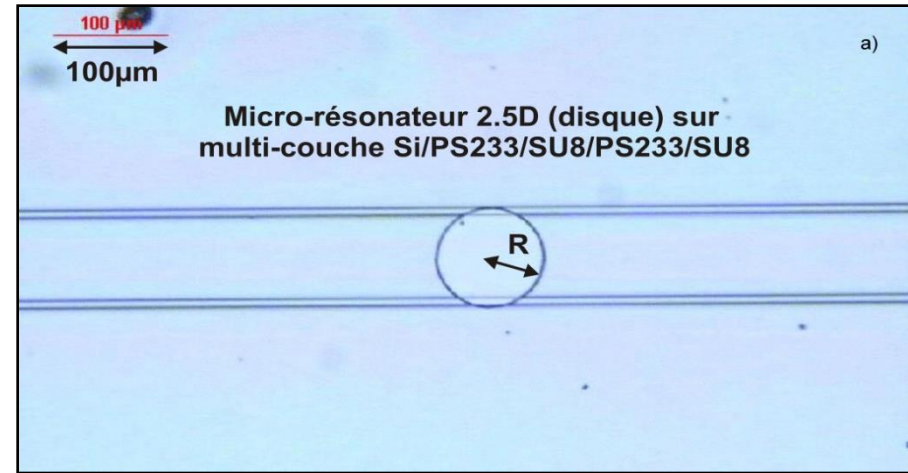 100 µm
100µm
a)
Micro-résonateur 2.5D (disque) sur
multi-couche Si/PS233/SU8/PS233/SU8
R